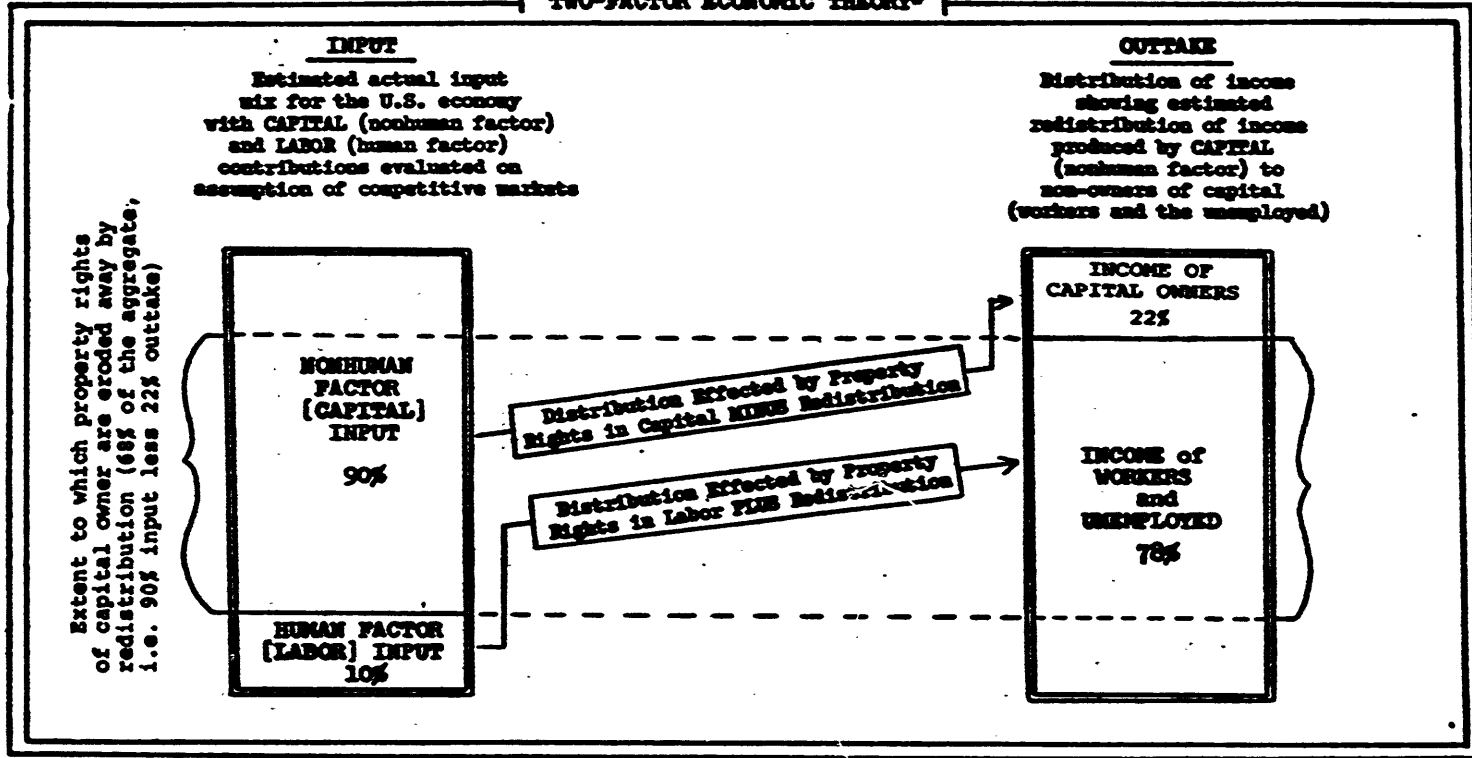 TWO-FACTOR ECONOMIC THEORY
INPUT
Estimated actual input
mix for the U.S. economy
with CAPITAL (nonhuman factor)
and LABOR (human factor)
contributions evaluated on
assumption of competitive markets
OUTTAKE
Distribution of income
showing estimated
redistribution of income
produced by CAPITAL
(nonhuman factor) to
non-owners of capital
(workers and the unemployed)
Extent to which property rights
of capital owner are eroded away by
redistribution (68% of the aggregate,
i.e. 90% input less 22% outtake)
NONHUMAN
FACTOR
[CAPITAL]
INPUT
90%
HUMAN FACTOR
[LABOR] INPUT
10%
Distribution Effected by Property
Rights in Capital MINUS Redistribution
Distribution Effected by Property
Rights in Labor PLUS Redistribution
INCOME OF
CAPITAL OWNERS
22%
INCOME of
WORKERS
and
UNEMPLOYED
78%